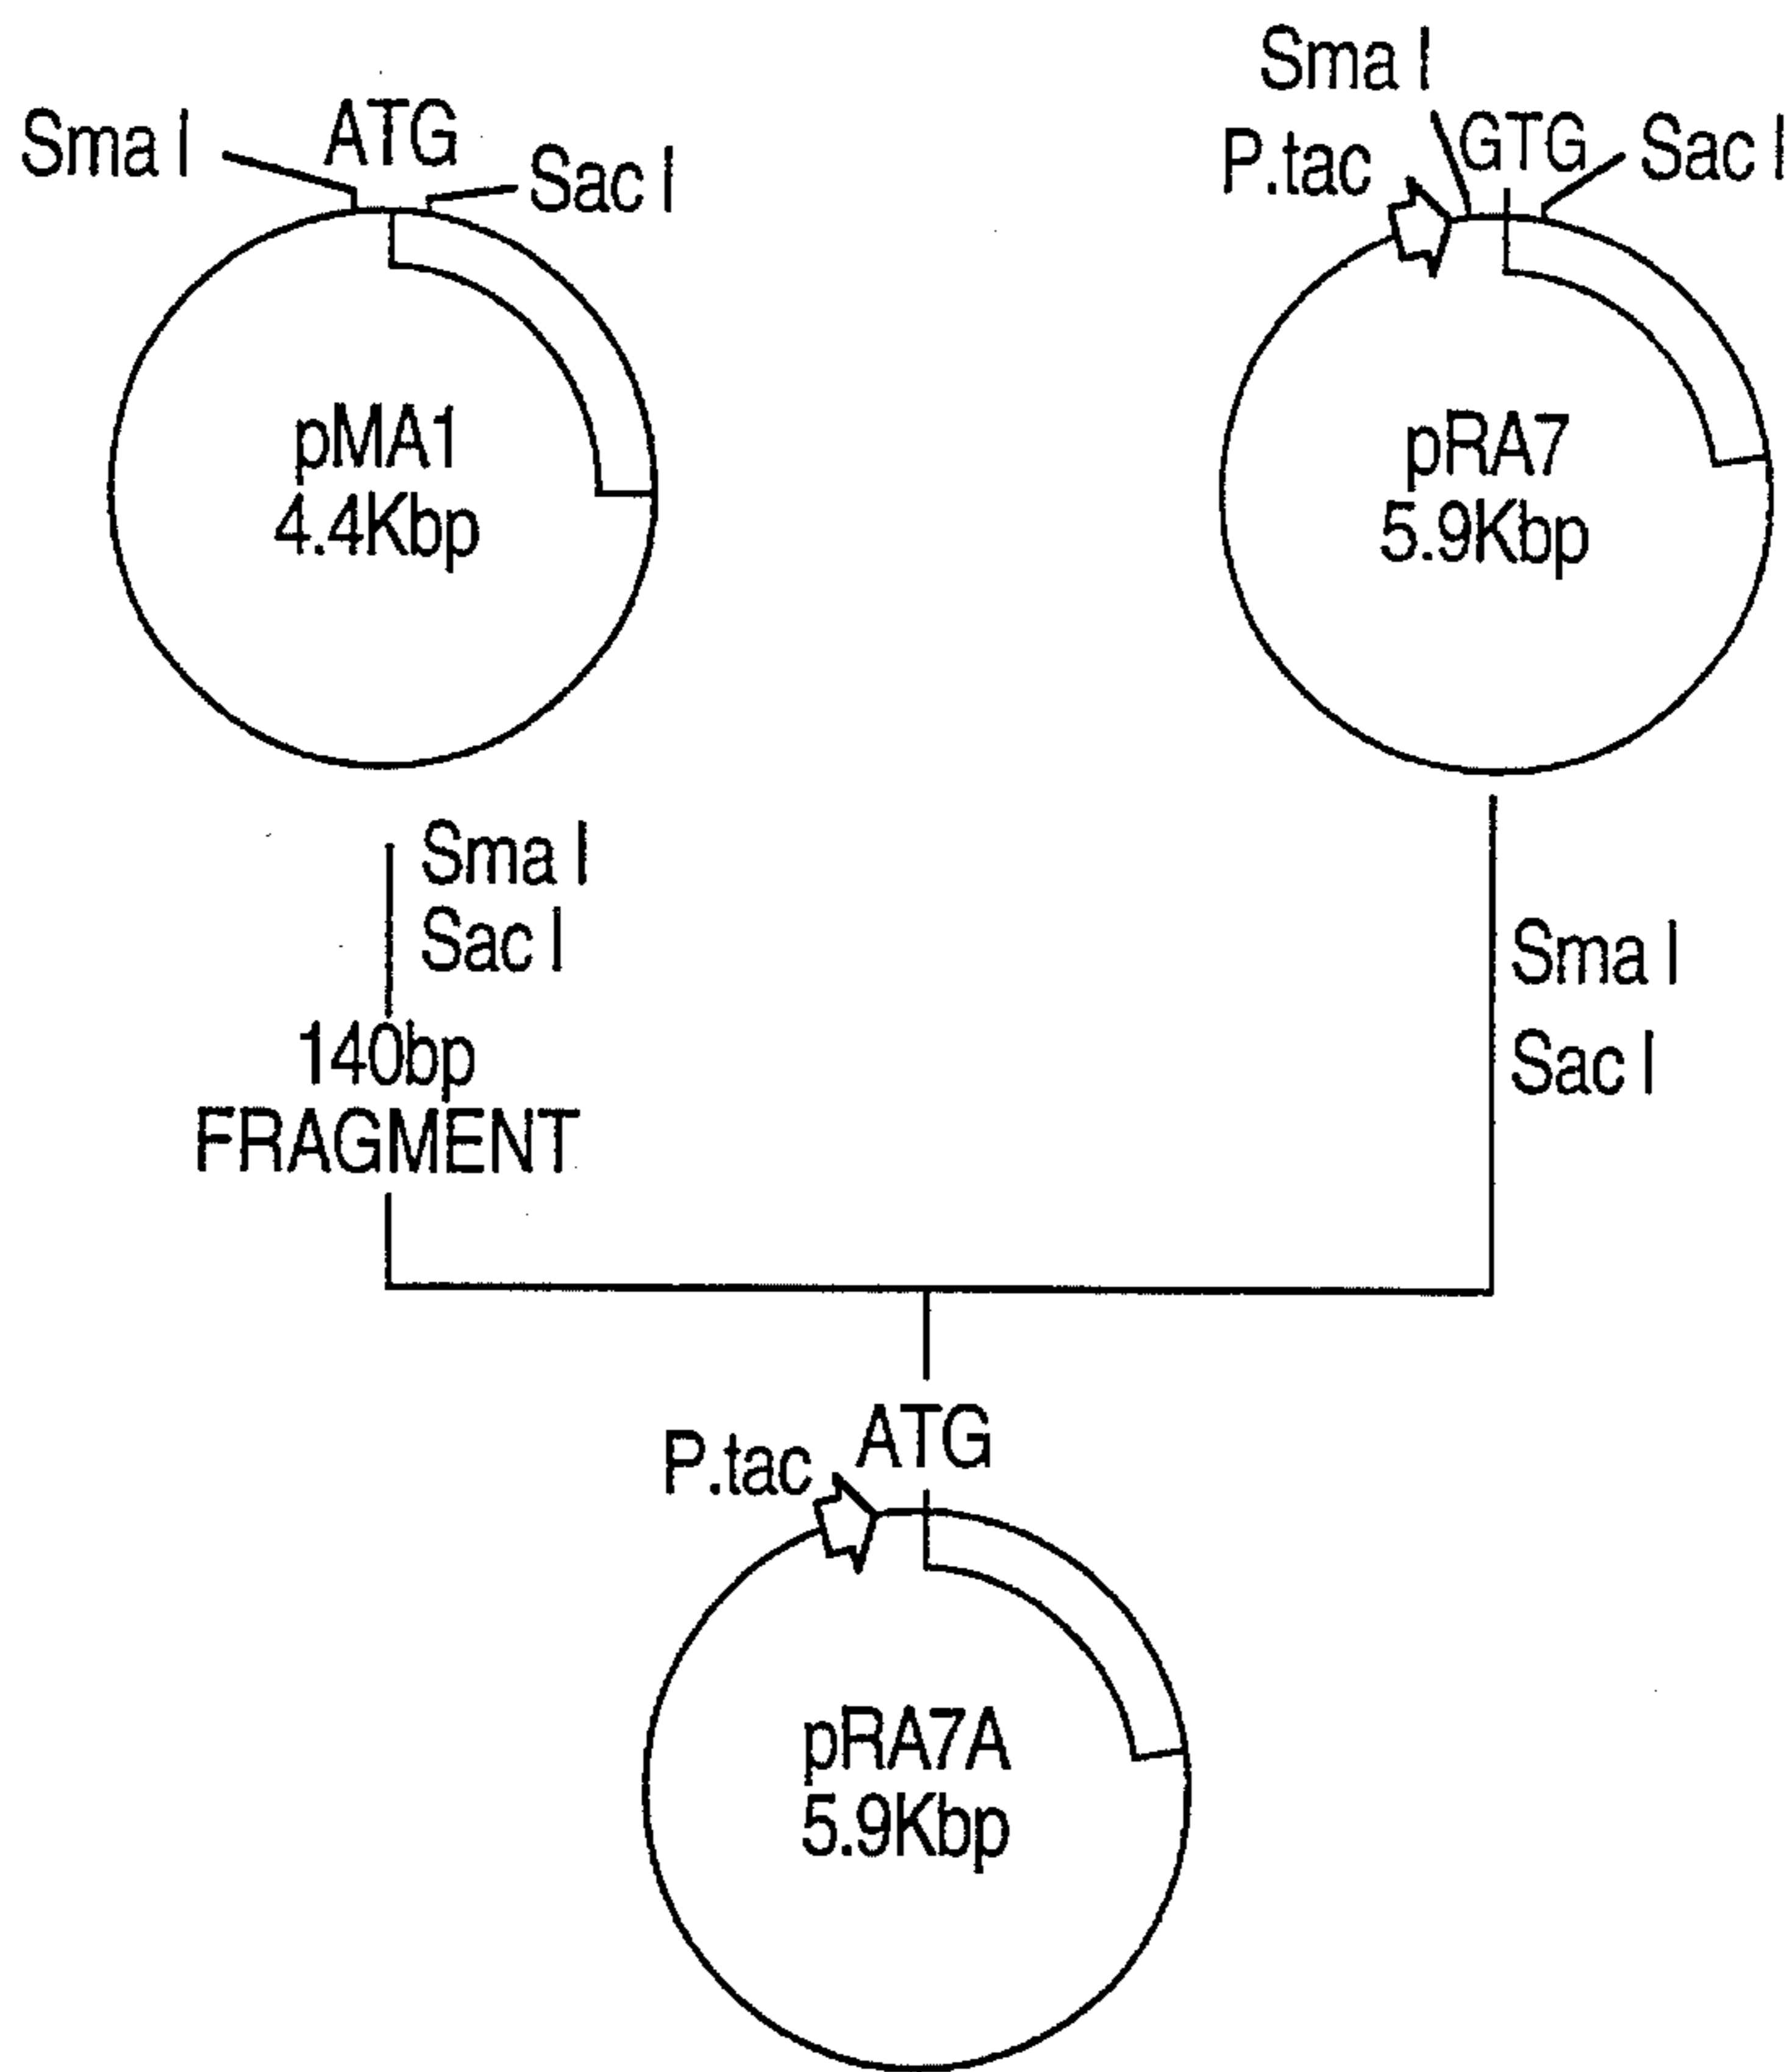 Sma I
ATG
Sac I
pMA1
4.4Kbp
Sma I
P.tac
GTG
Sac I
pRA7
5.9Kbp
Sma I
Sac I
140bp
FRAGMENT
Sma I
Sac I
P.tac
ATG
pRA7A
5.9Kbp